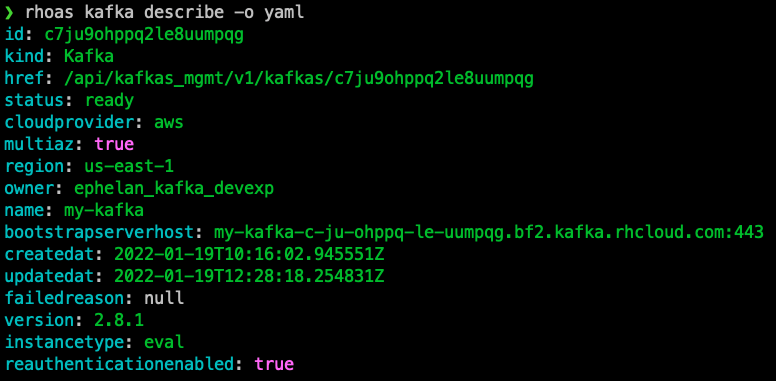 ❯ rhoas kafka describe -o yaml
id: c7ju9ohppq2le8uumpqg
kind: Kafka
href: /api/kafkas_mgmt/v1/kafkas/c7ju9ohppq2le8uumpqg
status: ready
cloudprovider: aws
multiaz: true
region: us-east-1
owner: ephelan_kafka_devexp
name: my-kafka
bootstrapserverhost: my-kafka-c-ju-ohppq-le-uumpqg.bf2.kafka.rhcloud.com:443
createdat: 2022-01-19T10:16:02.945551Z
updatedat: 2022-01-19T12:28:18.254831Z
failedreason: null
version: 2.8.1
instancetype: eval
reauthenticationenabled: true